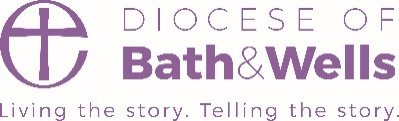 DIOCESE OF
Bath&Wells
Living the story. Telling the story.